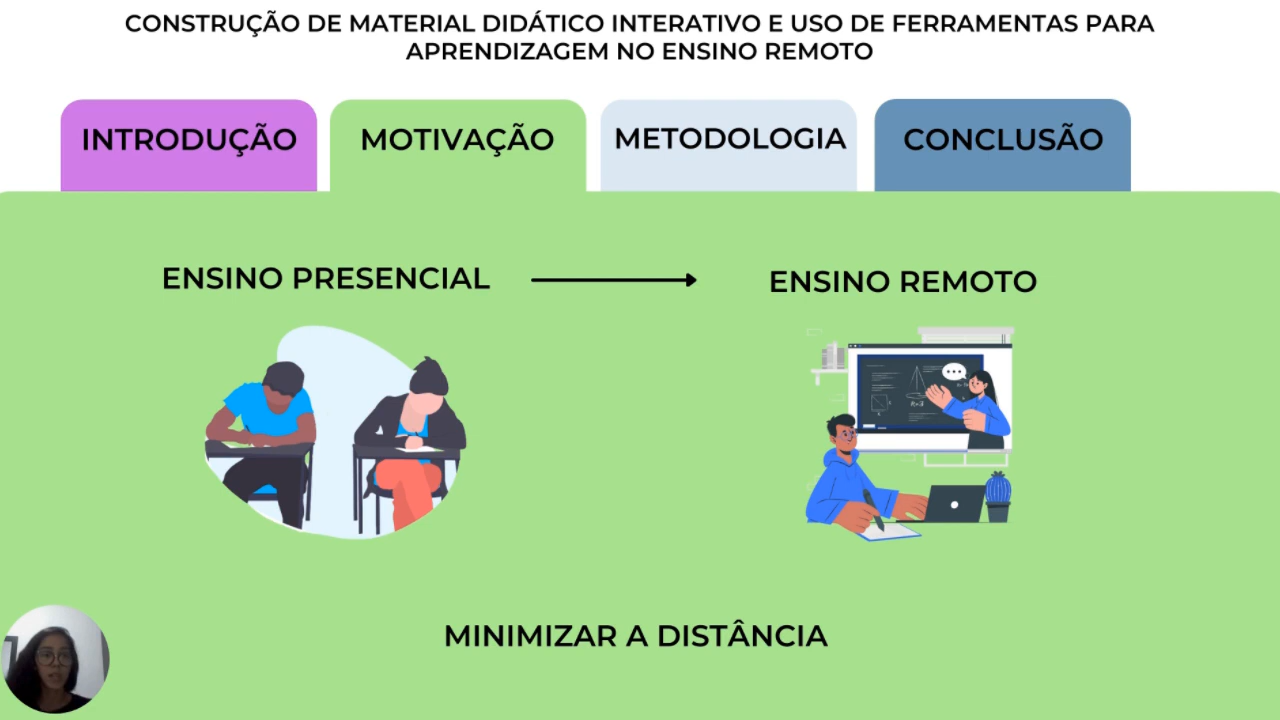 CONSTRUÇÃO DE MATERIAL DIDÁTICO INTERATIVO E USO DE FERRAMENTAS PARA
APRENDIZAGEM NO ENSINO REMOTO
INTRODUÇÃO
MOTIVAÇÃO
METODOLOGIA
CONCLUSÃO
ENSINO PRESENCIAL
ENSINO REMOTO
MINIMIZAR A DISTÂNCIA